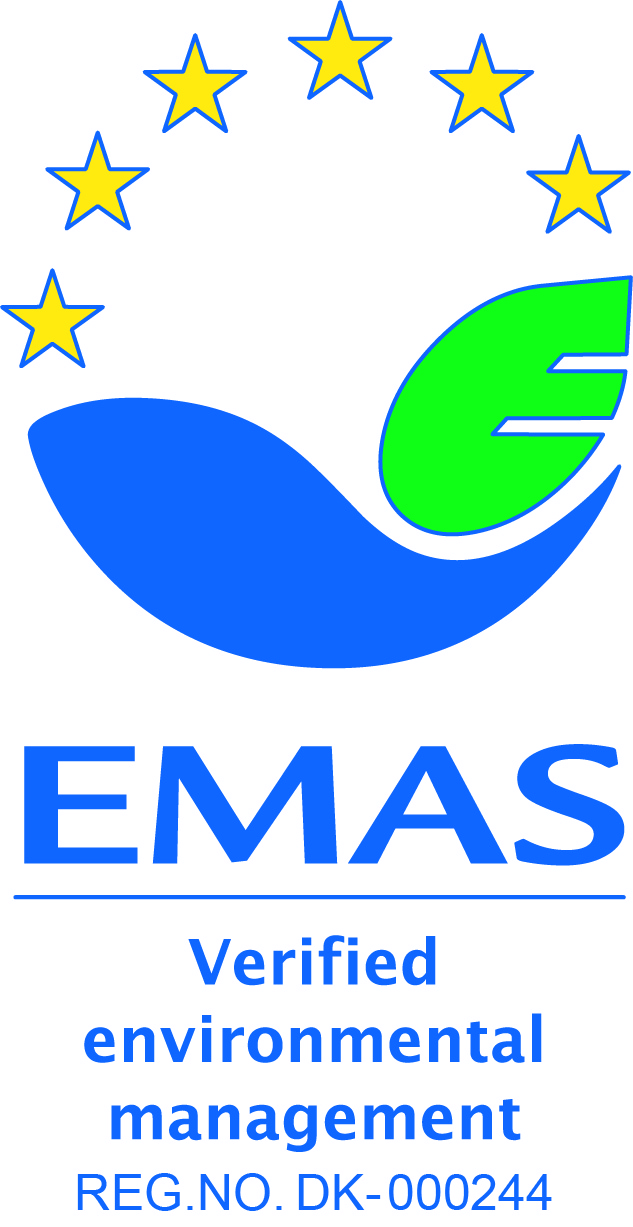 EMAS
Verified
environmental
management
REG.NO. DK-000244